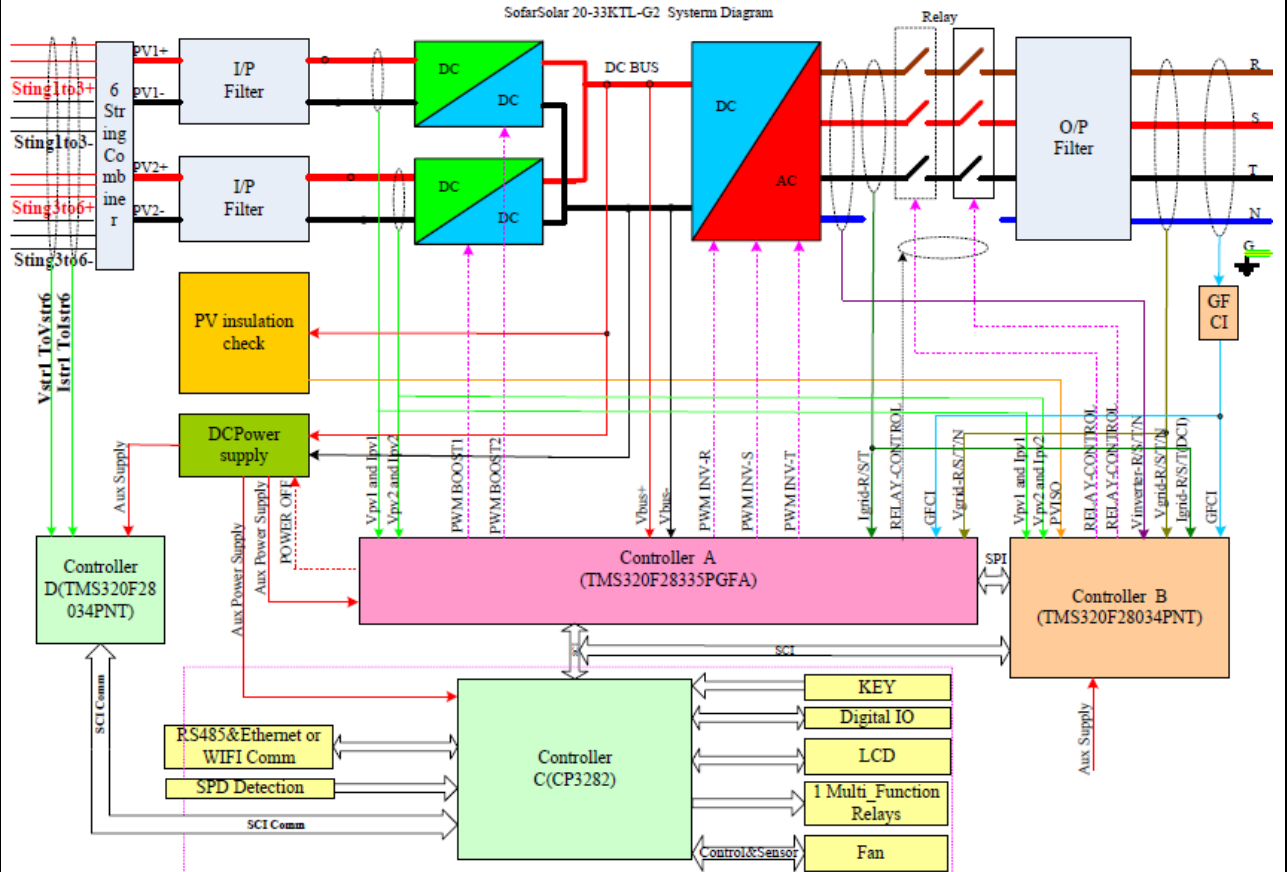 SofarSolar 20-33KTL-G2 Systerm Diagram
Relay
PV1+
PV1-
PV2+
PV2-
Sting1to3+
Sting1to3-
Sting3to6+
Sting3to6-
6
Str
ing
Co
mb
ine
r
I/P
Filter
I/P
Filter
DC
DC
DC
DC
DC BUS
DC
AC
O/P
Filter
R
S
T
N
G
GF
CI
PV insulation
check
DCPower
supply
Vstr1 ToVstr6
Istr1 ToIstr6
Aux Supply
Aux Power Supply
Aux Power Supply
POWER OFF
Vpv1 and Ipv1
Vpv2 and Ipv2
PWM BOOST1
PWM BOOST2
Vbus+
Vbus-
PWM INV-R
PWM INV-S
PWM INV-T
Igrid-R/S/T
RELAY-CONTROL
GFCI
Vgrid-R/S/T/N
Vpv1 and Ipv1
Vpv2 and Ipv2
PVISO
RELAY-CONTROL
RELAY-CONTROL
Vinverter-R/S/T/N
Vgrid-R/S/T/N
Igrid-R/S/T(DCI)
GFCI
Controller
D(TMS320F28
034PNT)
Controller A
(TMS320F28335PGFA)
SPI
Controller B
(TMS320F28034PNT)
SCI
Aux Supply
SCI Comm
SCI Comm
RS485&Ethernet or
WIFI Comm
SPD Detection
Controller
C(CP3282)
KEY
Digital IO
LCD
1 Multi_Function
Relays
Control&Sensor
Fan